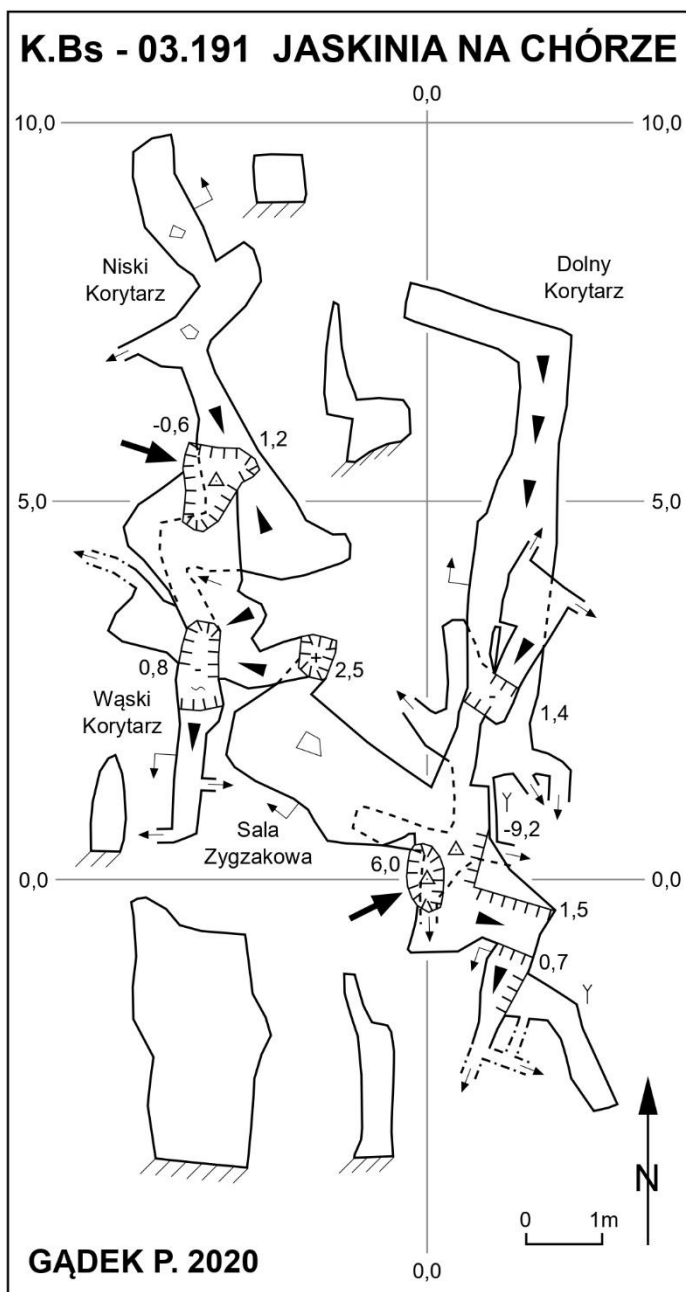 K.Bs - 03.191 JASKINIA NA CHÓRZE
0,0
10,0
10,0
Niski
Korytarz
Dolny
Korytarz
-0,6
1,2
5,0
5,0
0,8
2,5
Wąski
Korytarz
1,4
Sala
Zygzakowa
Y
-9,2
6,0
0,0
0,0
1,5
0,7
Y
N
0 1m
GĄDEK P. 2020
0,0